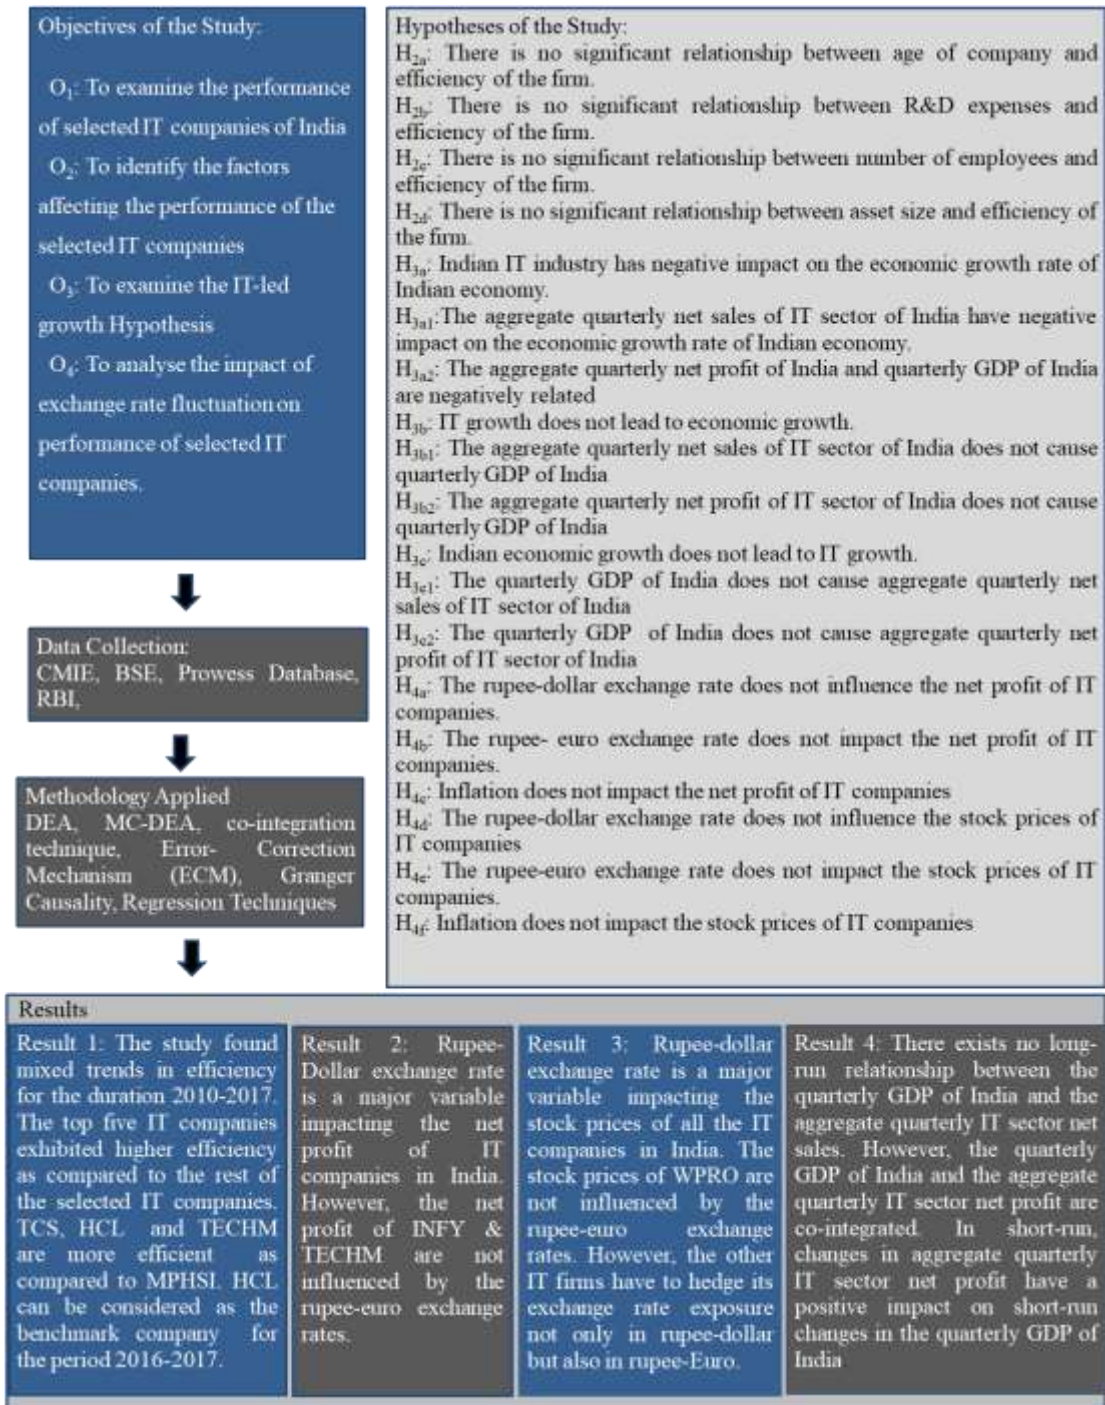 Objectives of the Study:
O₁: To examine the performance
of selected IT companies of India
O₂: To identify the factors
affecting the performance of the
selected IT companies
O₃: To examine the IT-led
growth Hypothesis
O₄: To analyse the impact of
exchange rate fluctuation on
performance of selected IT
companies.
Data Collection:
CMIE, BSE, Prowess Database,
RBI,
Methodology Applied
DEA, MC-DEA, co-integration
technique, Error- Correction
Mechanism (ECM), Granger
Causality, Regression Techniques
Hypotheses of the Study:
H₂ₐ: There is no significant relationship between age of company and
efficiency of the firm.
H2b: There is no significant relationship between R&D expenses and
efficiency of the firm.
H2c: There is no significant relationship between number of employees and
efficiency of the firm.
H2d: There is no significant relationship between asset size and efficiency of
the firm.
H3a: Indian IT industry has negative impact on the economic growth rate of
Indian economy.
H3a1:The aggregate quarterly net sales of IT sector of India have negative
impact on the economic growth rate of Indian economy.
H3a2: The aggregate quarterly net profit of India and quarterly GDP of India
are negatively related
H3b: IT growth does not lead to economic growth.
H3b1: The aggregate quarterly net sales of IT sector of India does not cause
quarterly GDP of India
H3b2: The aggregate quarterly net profit of IT sector of India does not cause
quarterly GDP of India
H3c: Indian economic growth does not lead to IT growth.
H3c1: The quarterly GDP of India does not cause aggregate quarterly net
sales of IT sector of India
H3c2: The quarterly GDP of India does not cause aggregate quarterly net
profit of IT sector of India
H4a: The rupee-dollar exchange rate does not influence the net profit of IT
companies.
H4b: The rupee- euro exchange rate does not impact the net profit of IT
companies.
H4c: Inflation does not impact the net profit of IT companies
H4d: The rupee-dollar exchange rate does not influence the stock prices of
IT companies
H4e: The rupee-euro exchange rate does not impact the stock prices of IT
companies.
H4f: Inflation does not impact the stock prices of IT companies
Results
Result 1: The study found
mixed trends in efficiency
for the duration 2010-2017.
The top five IT companies
exhibited higher efficiency
as compared to the rest of
the selected IT companies.
TCS, HCL and TECHM
are more efficient as
compared to MPHSI. HCL
can be considered as the
benchmark company for
the period 2016-2017.
Result 2: Rupee-
Dollar exchange rate
is a major variable
impacting the net
profit of IT
companies in India.
However, the net
profit of INFY &
TECHM are not
influenced by the
rupee-euro exchange
rates.
Result 3: Rupee-dollar
exchange rate is a major
variable impacting the
stock prices of all the IT
companies in India. The
stock prices of WPRO are
not influenced by the
rupee-euro exchange
rates. However, the other
IT firms have to hedge its
exchange rate exposure
not only in rupee-dollar
but also in rupee-Euro.
Result 4: There exists no long-
run relationship between the
quarterly GDP of India and the
aggregate quarterly IT sector net
sales. However, the quarterly
GDP of India and the aggregate
quarterly IT sector net profit are
co-integrated. In short-run,
changes in aggregate quarterly
IT sector net profit have a
positive impact on short-run
changes in the quarterly GDP of
India